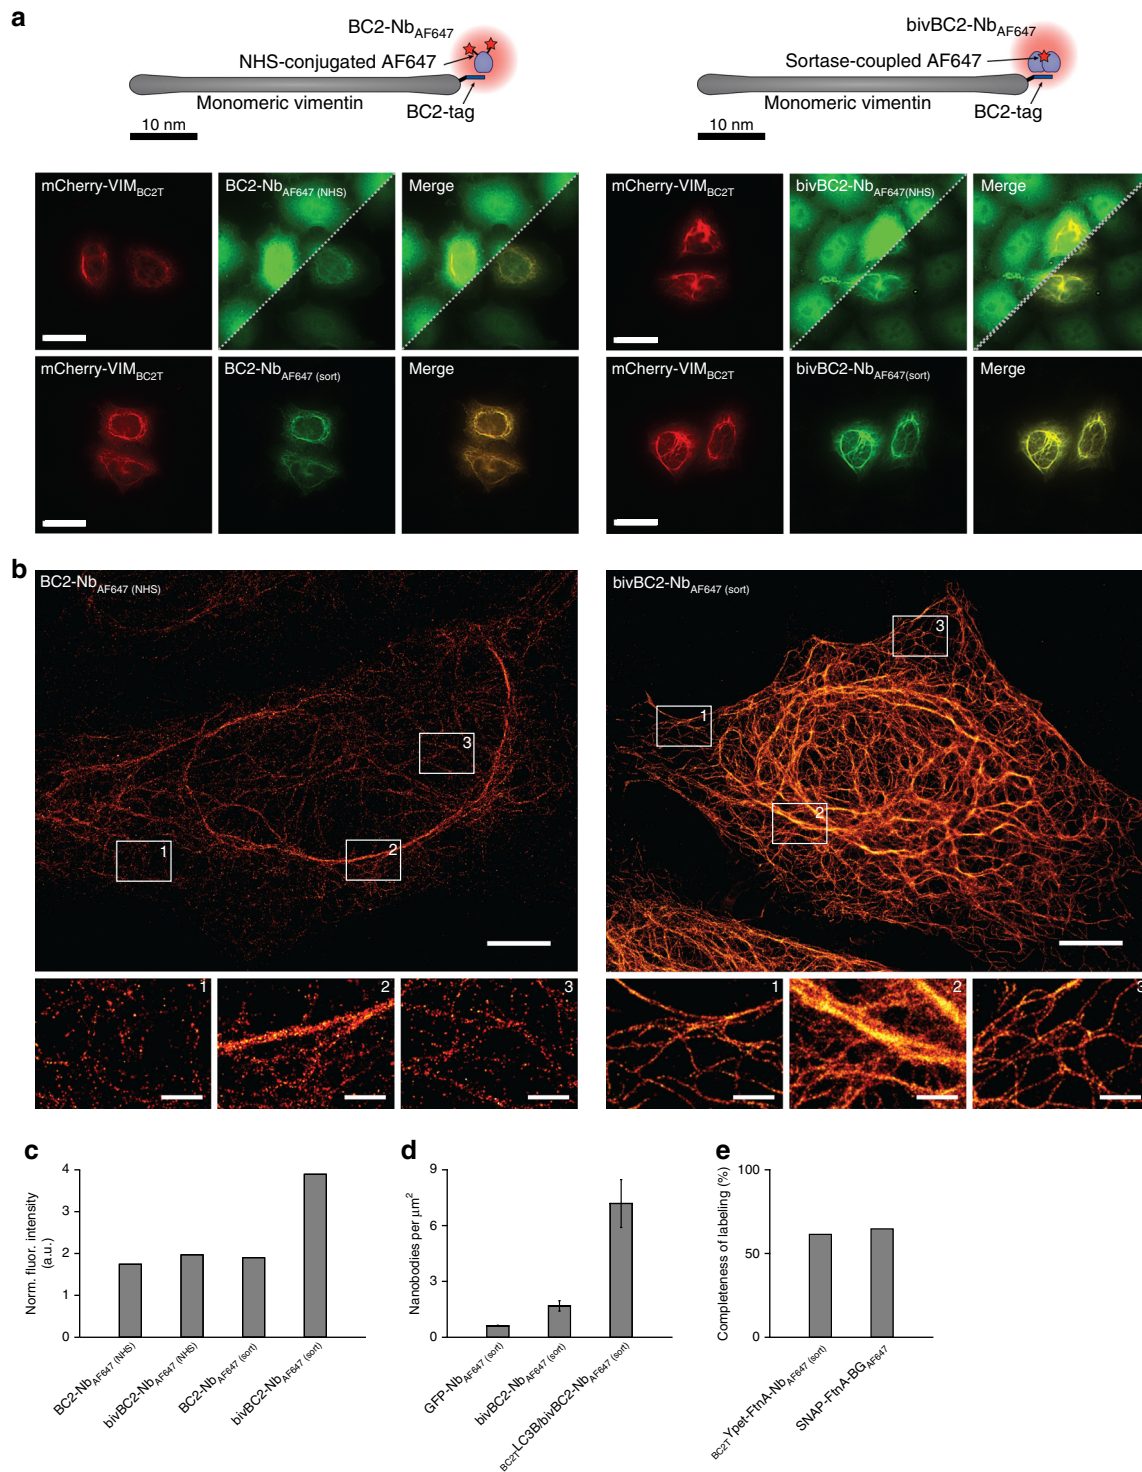 a
BC2-NbAF647
NHS-conjugated AF647
Monomeric vimentin
BC2-tag
10 nm
bivBC2-NbAF647
Sortase-coupled AF647
Monomeric vimentin
BC2-tag
10 nm
mCherry-VIMBC2T
BC2-NbAF647 (NHS)
Merge
mCherry-VIMBC2T
bivBC2-NbAF647(NHS)
Merge
mCherry-VIMBC2T
BC2-NbAF647 (sort)
Merge
mCherry-VIMBC2T
bivBC2-NbAF647(sort)
Merge
b
BC2-NbAF647 (NHS)
3
1
2
bivBC2-NbAF647 (sort)
3
1
2
1
2
3
1
2
3
c
Norm. fluor. intensity
(a.u.)
4
3
2
1
0
BC2-NbAF647 (NHS)
bivBC2-NbAF647 (NHS)
BC2-NbAF647 (sort)
bivBC2-NbAF647 (sort)
d
Nanobodies per µm2
9
6
3
0
GFP-NbAF647 (sort)
bivBC2-NbAF647 (sort)
BC2TLC3B/bivBC2-NbAF647 (sort)
e
Completeness of labeling (%)
100
50
0
BC2TYpet-FtnA-NbAF647 (sort)
SNAP-FtnA-BGAF647